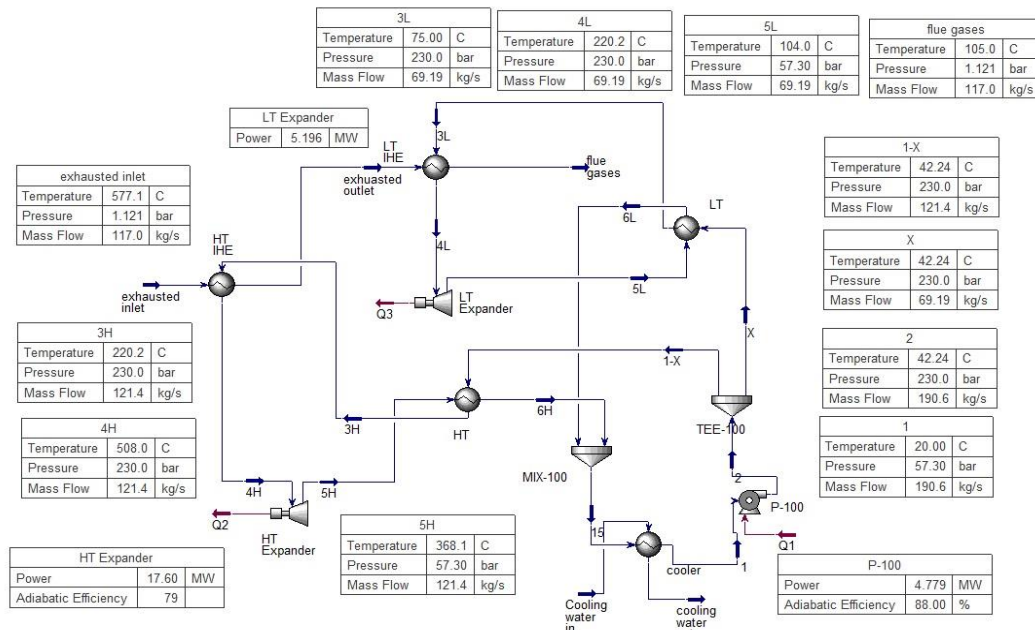 3L
Temperature 75.00 C
Pressure 230.0 bar
Mass Flow 69.19 kg/s
4L
Temperature 220.2 C
Pressure 230.0 bar
Mass Flow 69.19 kg/s
5L
Temperature 104.0 C
Pressure 57.30 bar
Mass Flow 69.19 kg/s
flue gases
Temperature 105.0 C
Pressure 1.121 bar
Mass Flow 117.0 kg/s
LT Expander
Power 5.196 MW
exhausted inlet
Temperature 577.1 C
Pressure 1.121 bar
Mass Flow 117.0 kg/s
1-X
Temperature 42.24 C
Pressure 230.0 bar
Mass Flow 121.4 kg/s
X
Temperature 42.24 C
Pressure 230.0 bar
Mass Flow 69.19 kg/s
3H
Temperature 220.2 C
Pressure 230.0 bar
Mass Flow 121.4 kg/s
2
Temperature 42.24 C
Pressure 230.0 bar
Mass Flow 190.6 kg/s
4H
Temperature 508.0 C
Pressure 230.0 bar
Mass Flow 121.4 kg/s
1
Temperature 20.00 C
Pressure 57.30 bar
Mass Flow 190.6 kg/s
5H
Temperature 368.1 C
Pressure 57.30 bar
Mass Flow 121.4 kg/s
HT Expander
Power 17.60 MW
Adiabatic Efficiency 79
P-100
Power 4.779 MW
Adiabatic Efficiency 88.00 %
3L
LT
IHE
exhuasted
outlet
flue
gases
HT
IHE
exhausted
inlet
4L
6L
LT
5L
Q3
LT
Expander
X
1-X
3H
HT
6H
TEE-100
MIX-100
2
P-100
4H
5H
Q2
HT
Expander
15
cooler
1
Q1
Cooling
water
in
cooling
water